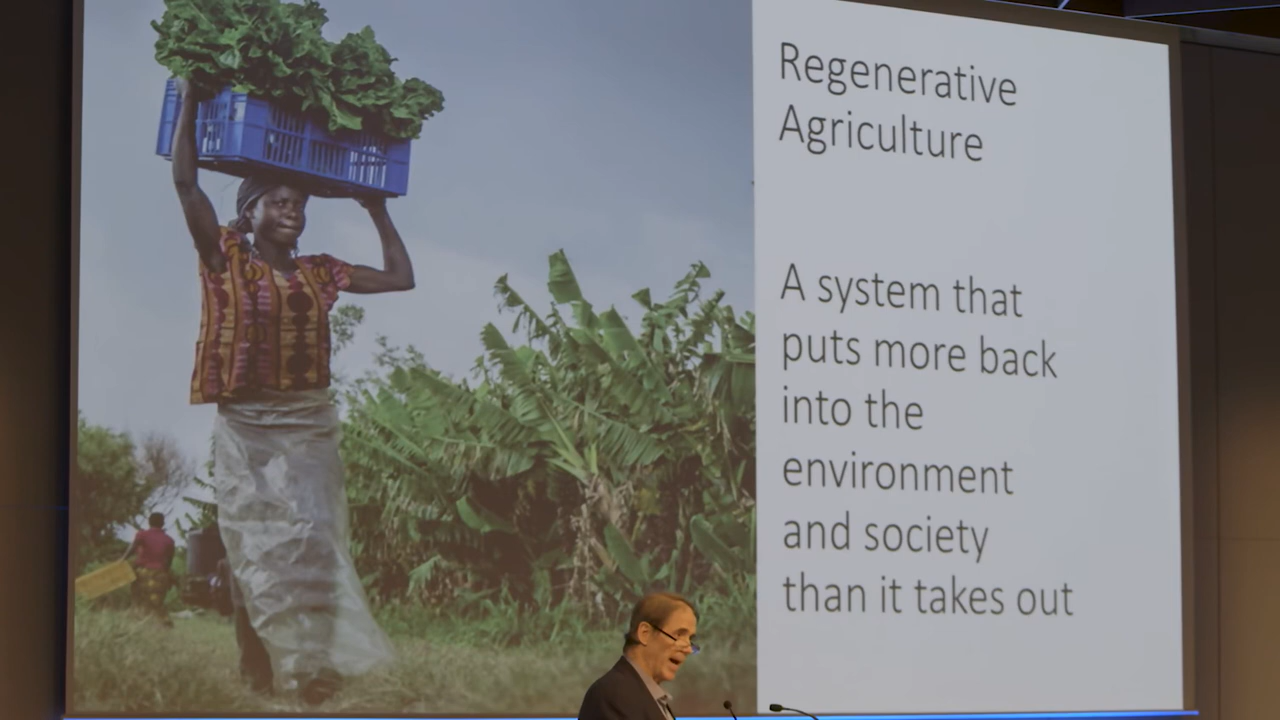 Regenerative
Agriculture
A system that
puts more back
into the
environment
and society
than it takes out